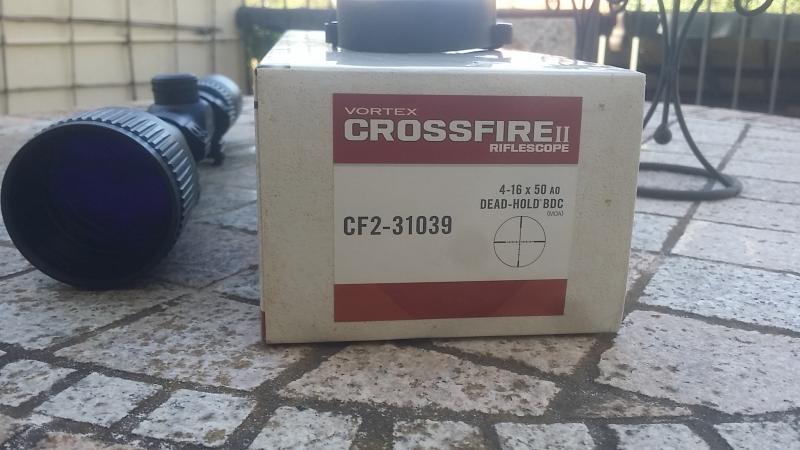 VORTEX
CROSSFIRE II
RIFLESCOPE
4-16 x 50 AO
DEAD-HOLD® BDC
(MOA)
CF2-31039